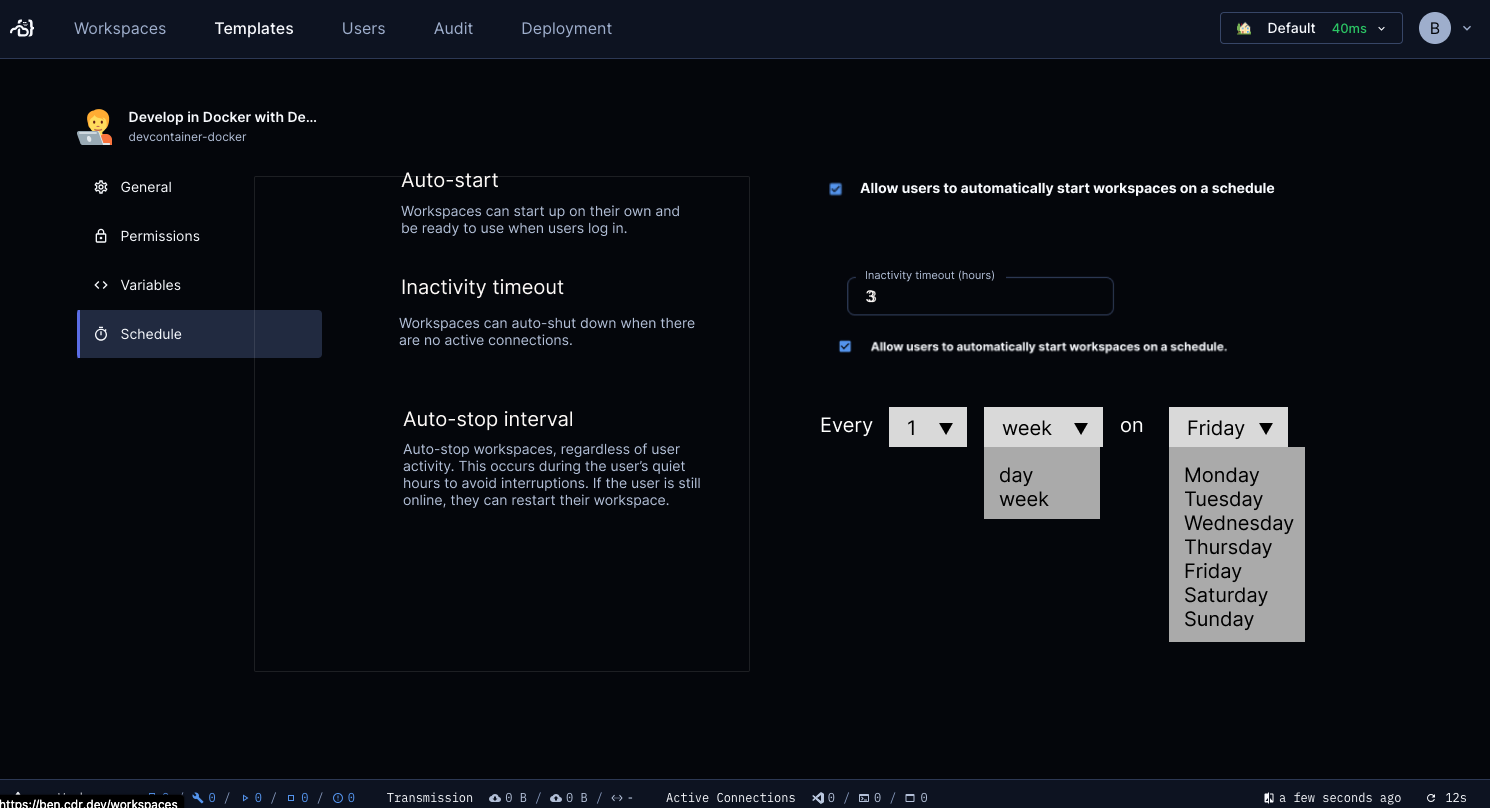 Workspaces
Templates
Users
Audit
Deployment
Default 40ms
B
Develop in Docker with De...
devcontainer-docker
General
Permissions
Variables
Schedule
Auto-start
Workspaces can start up on their own and
be ready to use when users log in.
Allow users to automatically start workspaces on a schedule
Inactivity timeout
Workspaces can auto-shut down when there
are no active connections.
Inactivity timeout (hours)
Allow users to automatically start workspaces on a schedule.
Auto-stop interval
Auto-stop workspaces, regardless of user
activity. This occurs during the user’s quiet
hours to avoid interruptions. If the user is still
online, they can restart their workspace.
Every 1 ▼ week ▼ on Friday ▼
day
week
Monday
Tuesday
Wednesday
Thursday
Friday
Saturday
Sunday
https://ben.cdr.dev/workspaces
0 / 0 / 0 / 0
Transmission 0 B / 0 B / -
Active Connections 0 / 0 / 0
a few seconds ago 12s